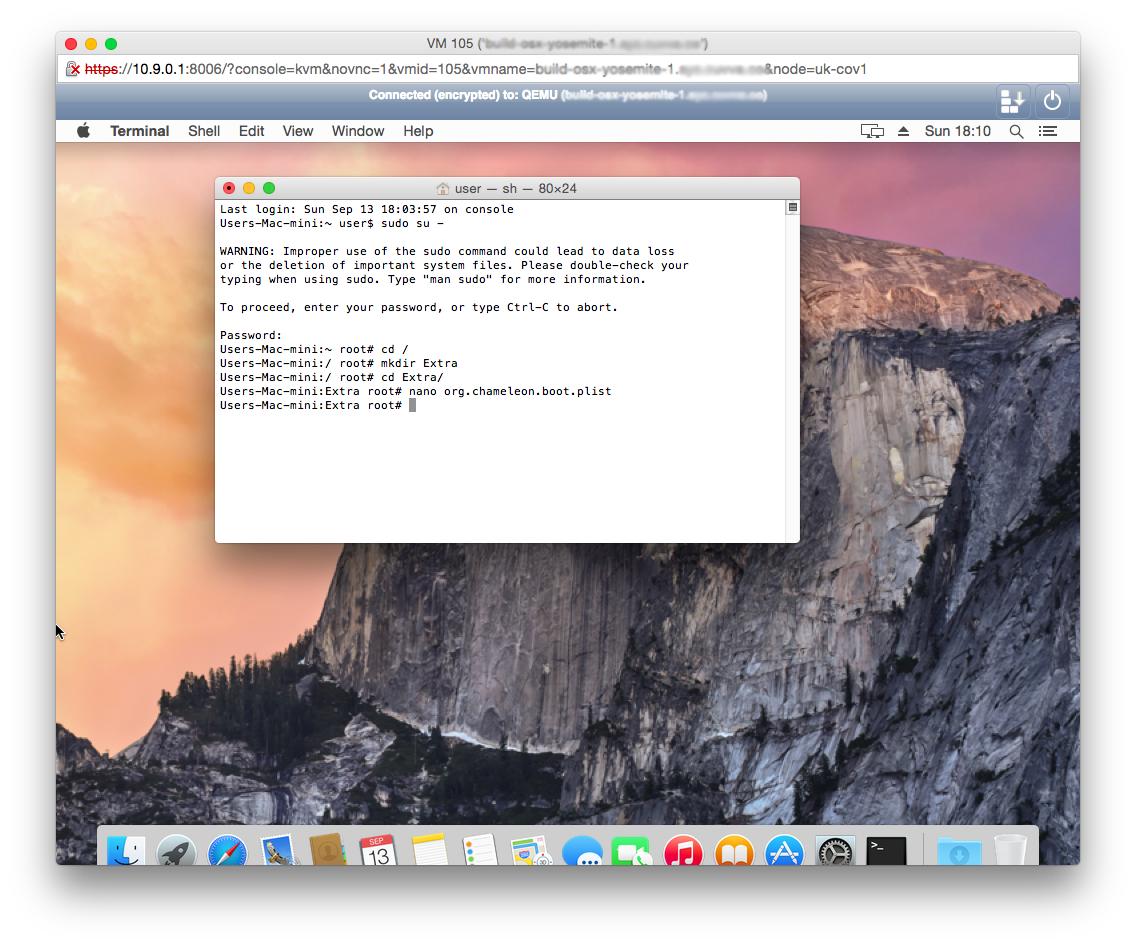 VM 105 ('build-osx-yosemite-1.
https://10.9.0.1:8006/?console=kvm&novnc=1&vmid=105&vmname=build-osx-yosemite-1. &node=uk-cov1
Connected (encrypted) to: QEMU (build-osx-yosemite-1.
Terminal Shell Edit View Window Help Sun 18:10
user — sh — 80×24
Last login: Sun Sep 13 18:03:57 on console
Users-Mac-mini:~ user$ sudo su -
WARNING: Improper use of the sudo command could lead to data loss
or the deletion of important system files. Please double-check your
typing when using sudo. Type "man sudo" for more information.
To proceed, enter your password, or type Ctrl-C to abort.
Password:
Users-Mac-mini:~ root# cd /
Users-Mac-mini:/ root# mkdir Extra
Users-Mac-mini:/ root# cd Extra/
Users-Mac-mini:Extra root# nano org.chameleon.boot.plist
Users-Mac-mini:Extra root#
SEP
13
>_